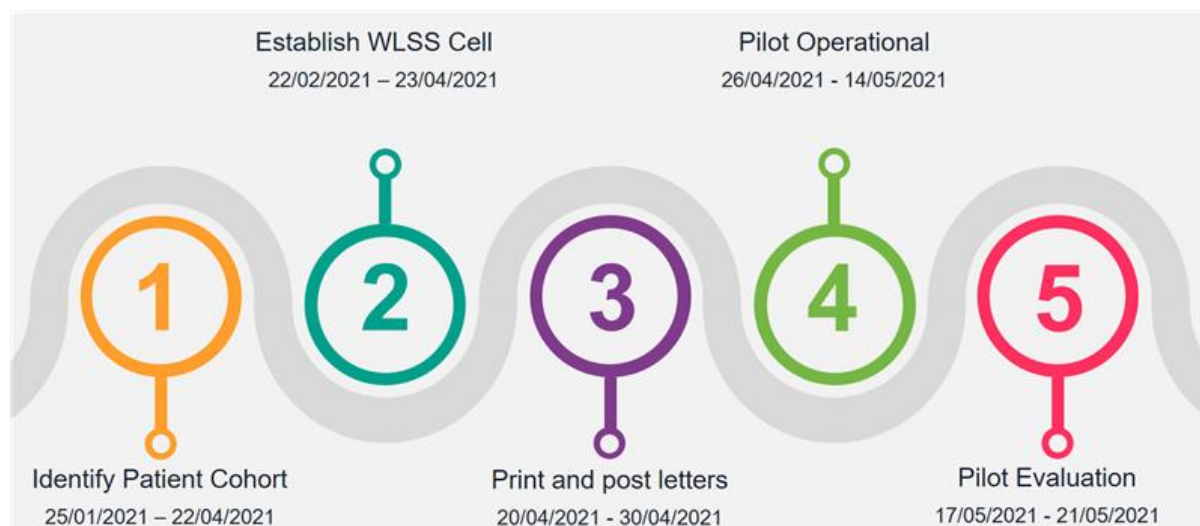 Establish WLSS Cell
22/02/2021 – 23/04/2021
Pilot Operational
26/04/2021 - 14/05/2021
1
2
3
4
5
Identify Patient Cohort
25/01/2021 – 22/04/2021
Print and post letters
20/04/2021 - 30/04/2021
Pilot Evaluation
17/05/2021 - 21/05/2021